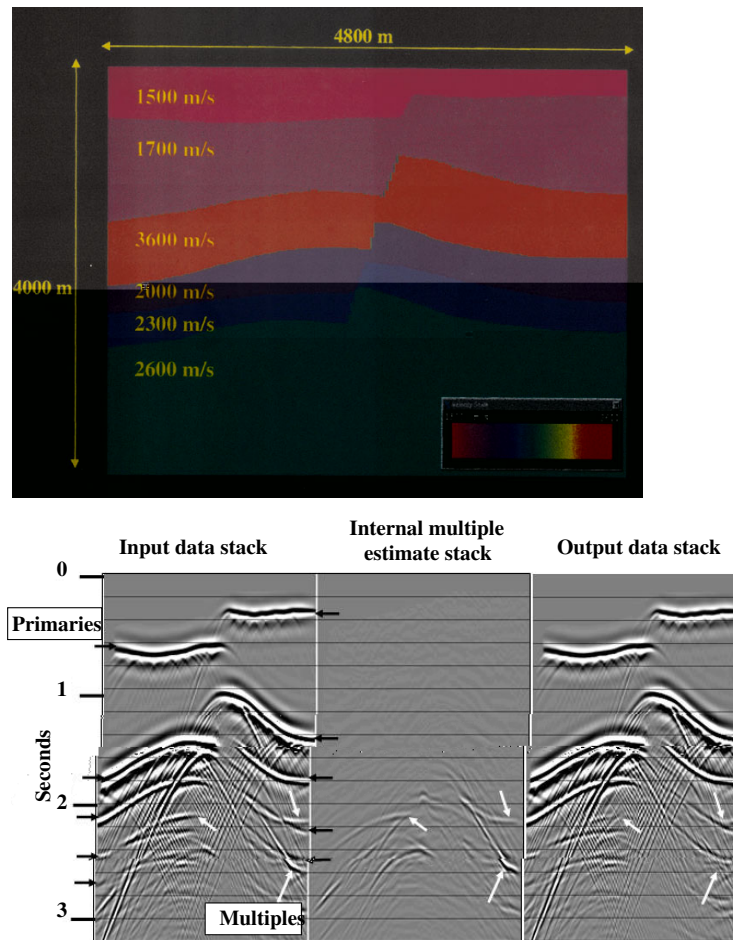 4800 m
1500 m/s
1700 m/s
3600 m/s
4000 m
2000 m/s
2300 m/s
2600 m/s
Input data stack
Internal multiple
estimate stack
Output data stack
0
Primaries
1
Seconds
2
3
Multiples